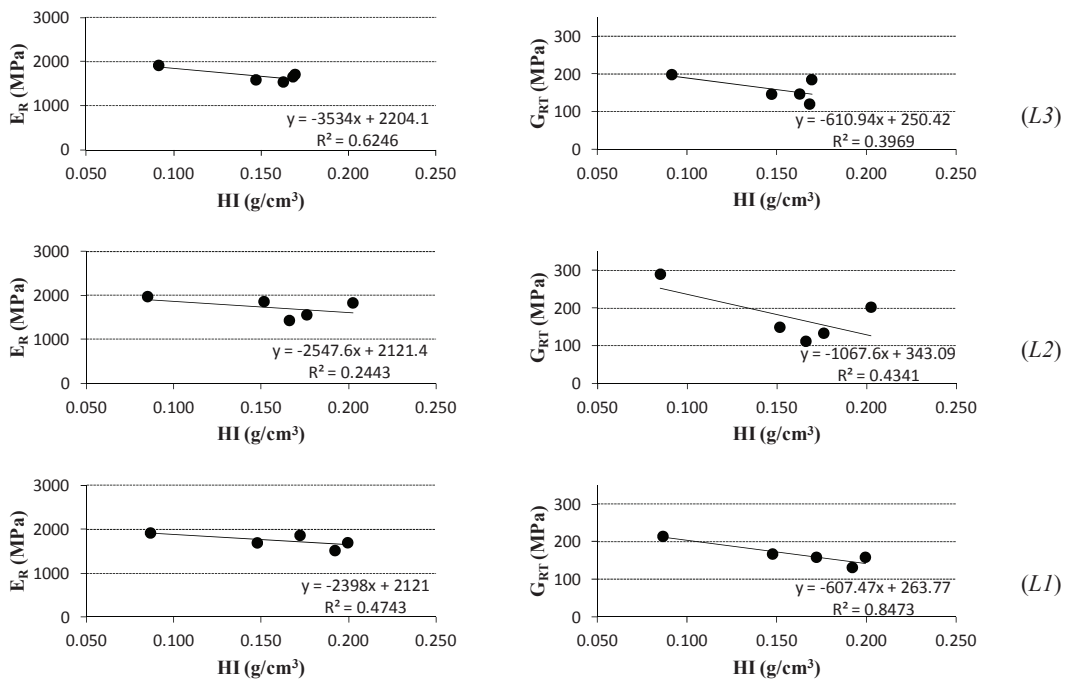 E_R (MPa)
3000
2000
1000
0
y = -3534x + 2204.1
R² = 0.6246
0.050 0.100 0.150 0.200 0.250
HI (g/cm³)
G_RT (MPa)
300
200
100
0
y = -610.94x + 250.42
R² = 0.3969
0.050 0.100 0.150 0.200 0.250
HI (g/cm³)
(L3)
E_R (MPa)
3000
2000
1000
0
y = -2547.6x + 2121.4
R² = 0.2443
0.050 0.100 0.150 0.200 0.250
HI (g/cm³)
G_RT (MPa)
300
200
100
0
y = -1067.6x + 343.09
R² = 0.4341
0.050 0.100 0.150 0.200 0.250
HI (g/cm³)
(L2)
E_R (MPa)
3000
2000
1000
0
y = -2398x + 2121
R² = 0.4743
0.050 0.100 0.150 0.200 0.250
HI (g/cm³)
G_RT (MPa)
300
200
100
0
y = -607.47x + 263.77
R² = 0.8473
0.050 0.100 0.150 0.200 0.250
HI (g/cm³)
(L1)